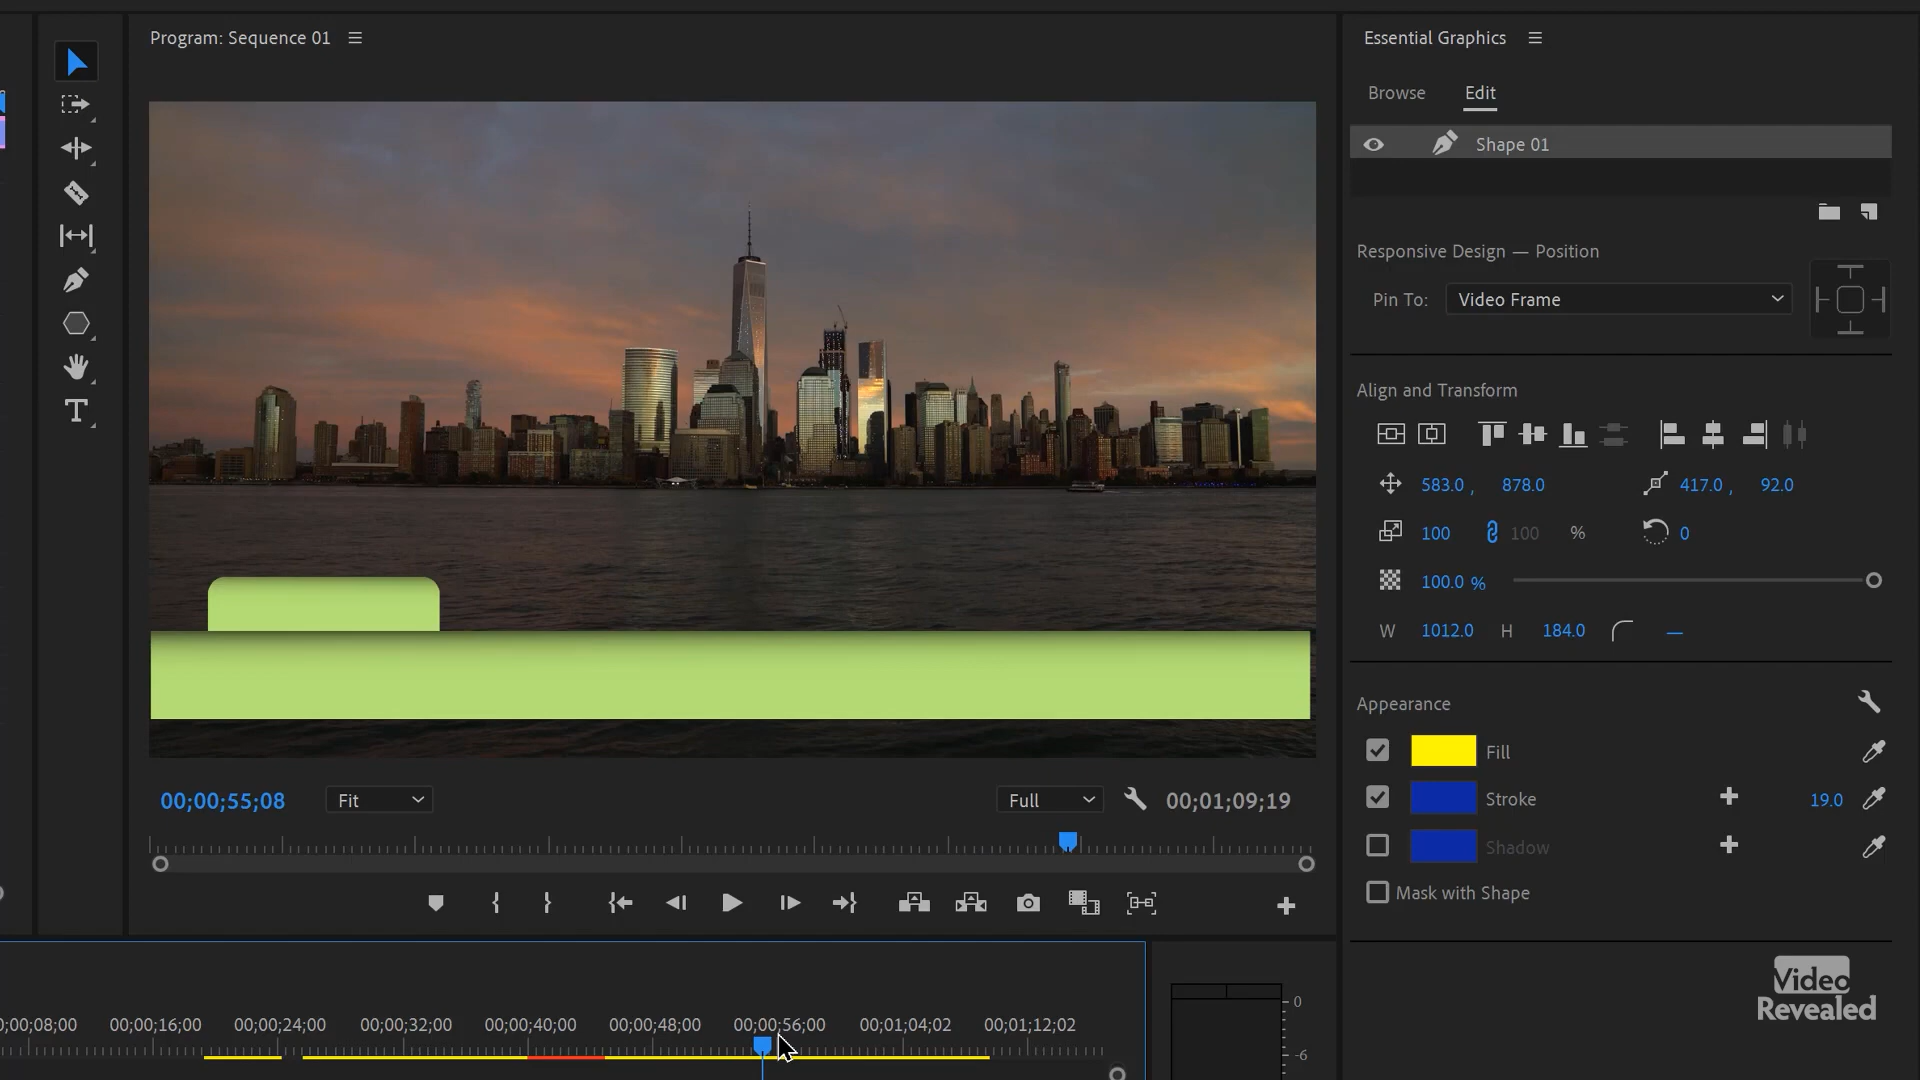 Program: Sequence 01
Essential Graphics
Browse Edit
Shape 01
Responsive Design — Position
Pin To: Video Frame
Align and Transform
583.0 , 878.0 417.0 , 92.0
100 100 % 0
100.0 %
W 1012.0 H 184.0
Appearance
Fill
Stroke 19.0
Shadow
Mask with Shape
00;00;55;08 Fit Full 00;01;09;19
0;00;08;00 00;00;16;00 00;00;24;00 00;00;32;00 00;00;40;00 00;00;48;00 00;00;56;00 00;01;04;02 00;01;12;02
0
-6
Video
Revealed